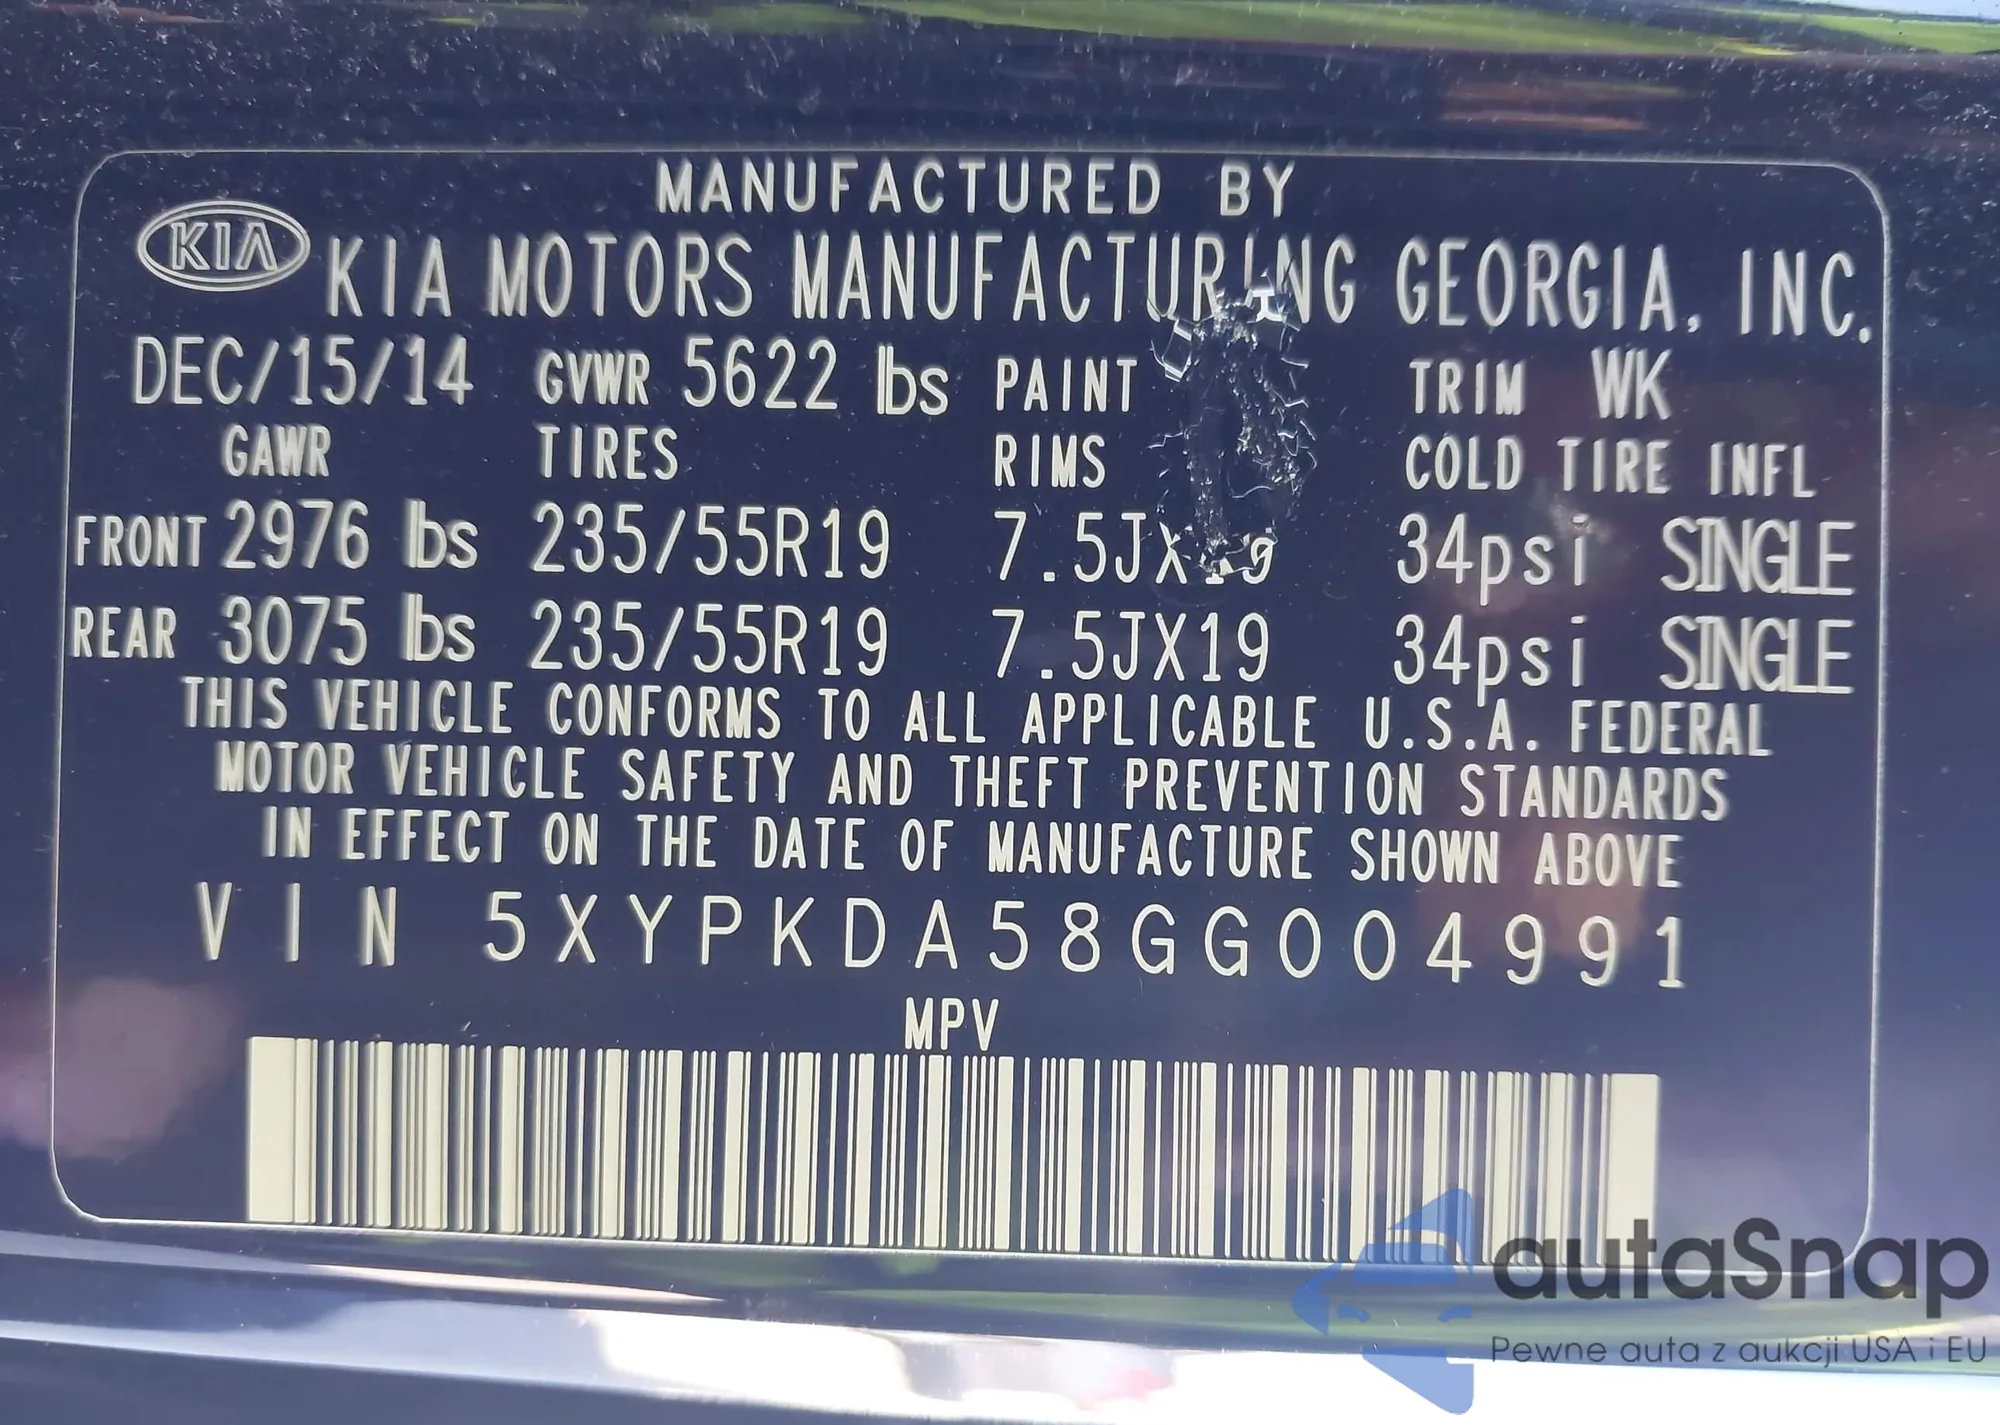 MANUFACTURED BY
KIA KIA MOTORS MANUFACTURING GEORGIA, INC.
DEC/15/14 GVWR 5622 lbs PAINT TRIM WK
GAWR TIRES RIMS COLD TIRE INFL
FRONT 2976 lbs 235/55R19 7.5JX19 34psi SINGLE
REAR 3075 lbs 235/55R19 7.5JX19 34psi SINGLE
THIS VEHICLE CONFORMS TO ALL APPLICABLE U.S.A. FEDERAL
MOTOR VEHICLE SAFETY AND THEFT PREVENTION STANDARDS
IN EFFECT ON THE DATE OF MANUFACTURE SHOWN ABOVE
VIN 5XYPKDA58GG004991
MPV
autaSnap
Pewne auta z aukcji USA i EU